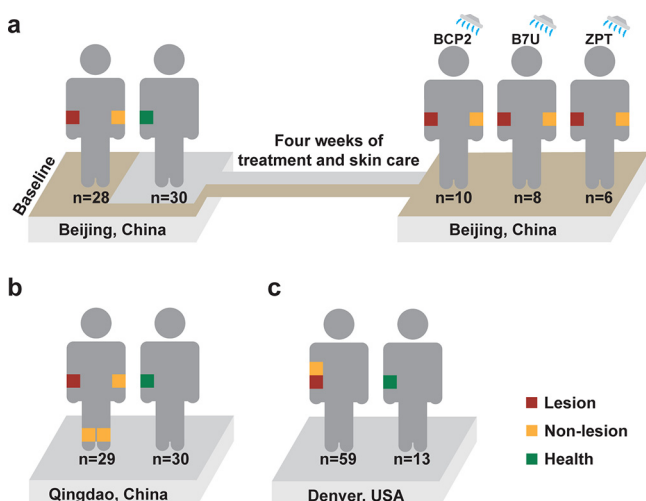 a
BCP2 B7U ZPT
Four weeks of
treatment and skin care
Baseline
n=28 n=30
n=10 n=8 n=6
Beijing, China
Beijing, China
b
c
Lesion
Non-lesion
Health
n=29 n=30
n=59 n=13
Qingdao, China
Denver, USA